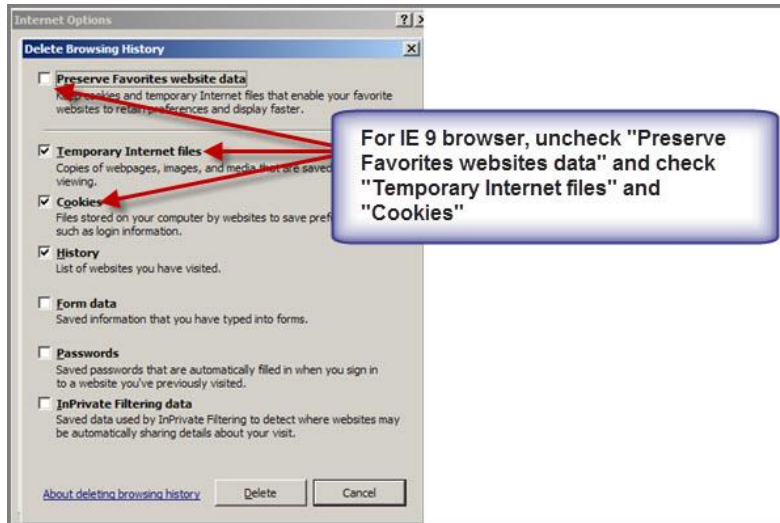 Internet Options
Delete Browsing History
Preserve Favorites website data
Keep cookies and temporary Internet files that enable your favorite
websites to retain preferences and display faster.
Temporary Internet files
Copies of webpages, images, and media that are saved
viewing.
Cookies
Files stored on your computer by websites to save
such as login information.
History
List of websites you have visited.
Form data
Saved information that you have typed into forms.
Passwords
Saved passwords that are automatically filled in when you sign in
to a website you've previously visited.
InPrivate Filtering data
Saved data used by InPrivate Filtering to detect where websites may
be automatically sharing details about your visit.
About deleting browsing history
Delete
Cancel
For IE 9 browser, uncheck "Preserve
Favorites websites data" and check
"Temporary Internet files" and
"Cookies"